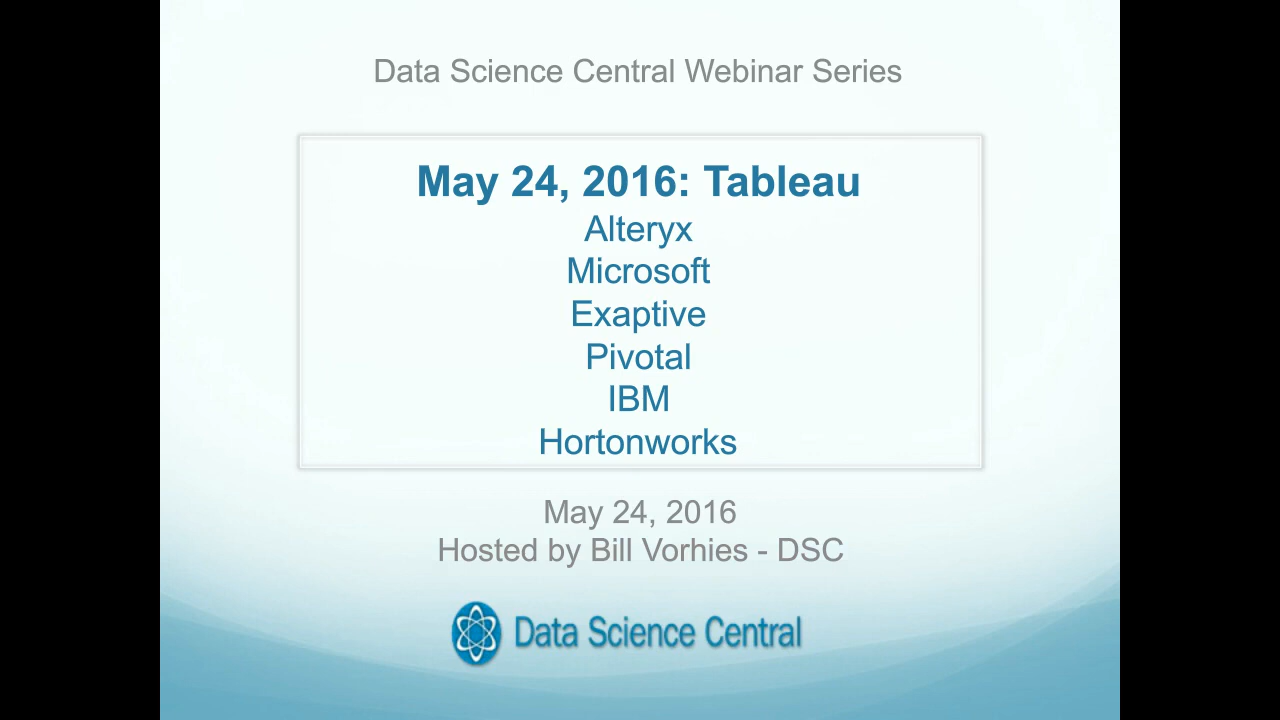 Data Science Central Webinar Series
May 24, 2016: Tableau
Alteryx
Microsoft
Exaptive
Pivotal
IBM
Hortonworks
May 24, 2016
Hosted by Bill Vorhies - DSC
Data Science Central